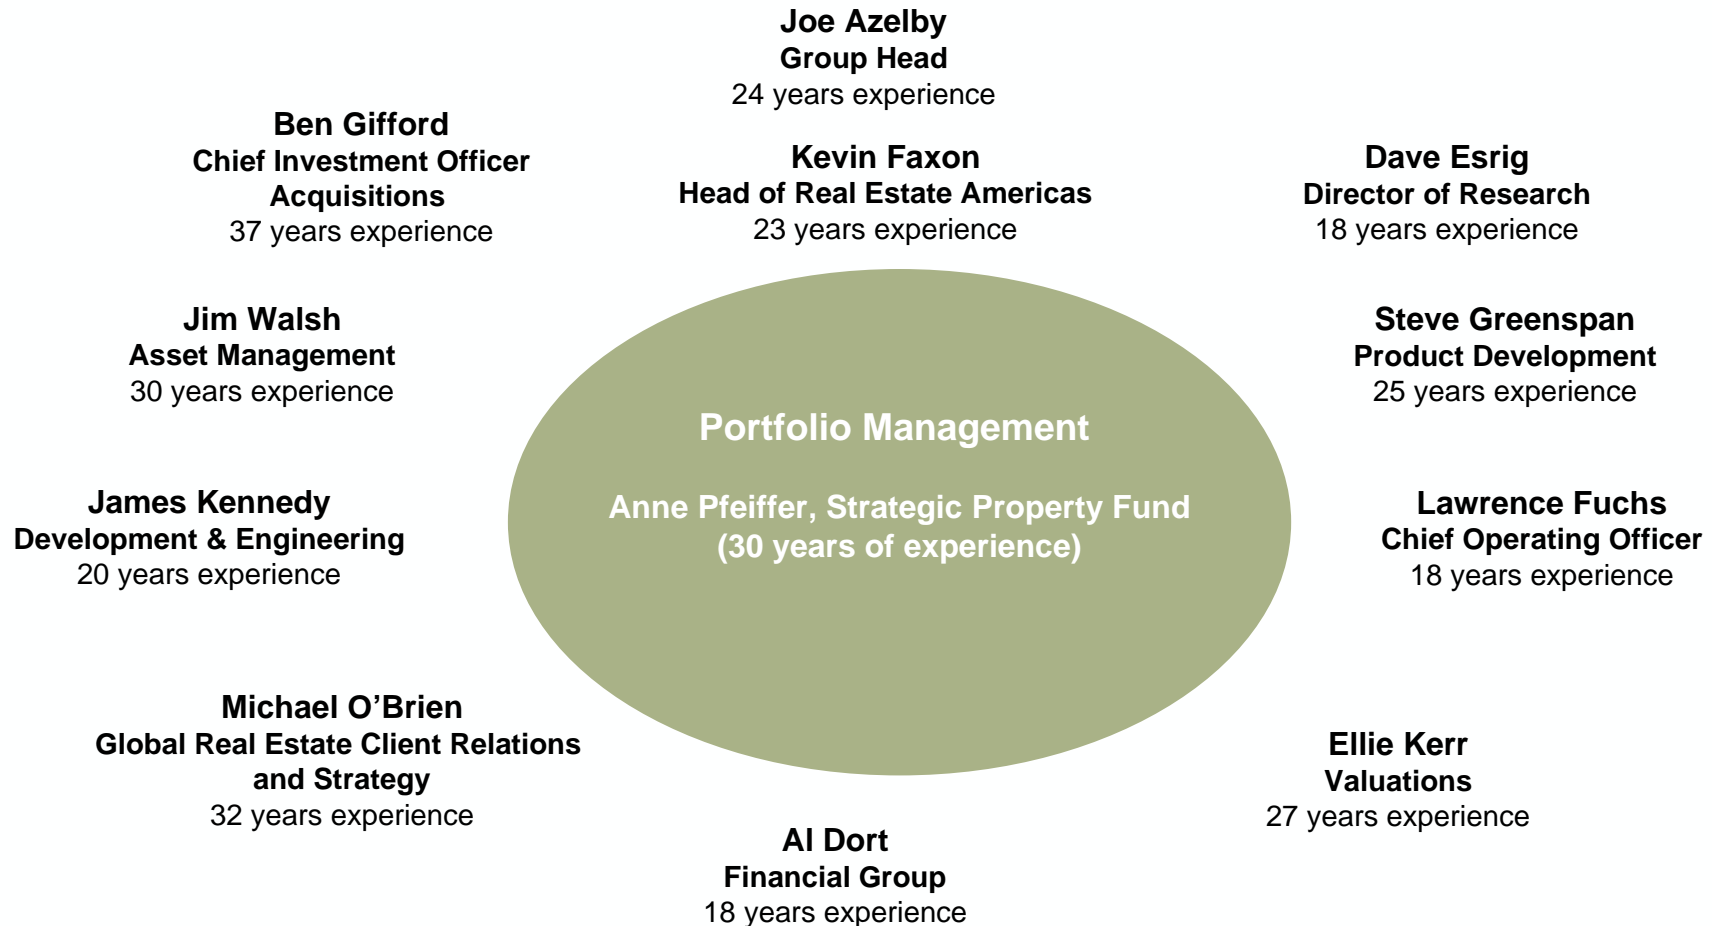 Joe Azelby
Group Head
24 years experience
Ben Gifford
Chief Investment Officer
Acquisitions
37 years experience
Kevin Faxon
Head of Real Estate Americas
23 years experience
Dave Esrig
Director of Research
18 years experience
Jim Walsh
Asset Management
30 years experience
Steve Greenspan
Product Development
25 years experience
Portfolio Management
Anne Pfeiffer, Strategic Property Fund
(30 years of experience)
James Kennedy
Development & Engineering
20 years experience
Lawrence Fuchs
Chief Operating Officer
18 years experience
Michael O’Brien
Global Real Estate Client Relations
and Strategy
32 years experience
Ellie Kerr
Valuations
27 years experience
Al Dort
Financial Group
18 years experience